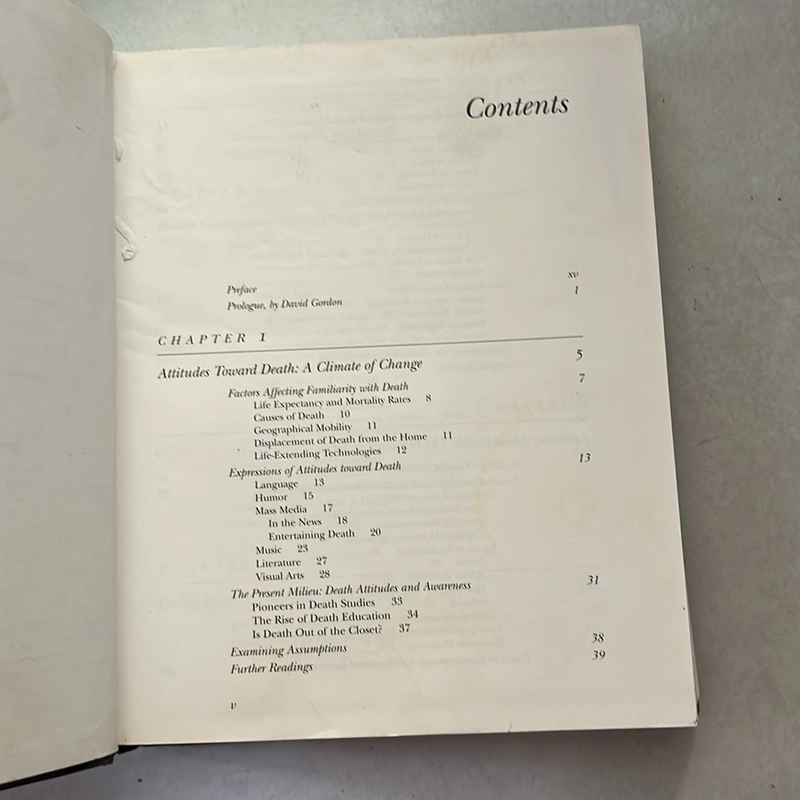 Contents
Preface xv
Prologue, by David Gordon 1
CHAPTER 1
Attitudes Toward Death: A Climate of Change 5
Factors Affecting Familiarity with Death 7
Life Expectancy and Mortality Rates 8
Causes of Death 10
Geographical Mobility 11
Displacement of Death from the Home 11
Life-Extending Technologies 12
Expressions of Attitudes toward Death 13
Language 13
Humor 15
Mass Media 17
In the News 18
Entertaining Death 20
Music 23
Literature 27
Visual Arts 28
The Present Milieu: Death Attitudes and Awareness 31
Pioneers in Death Studies 33
The Rise of Death Education 34
Is Death Out of the Closet? 37
Examining Assumptions 38
Further Readings 39
v